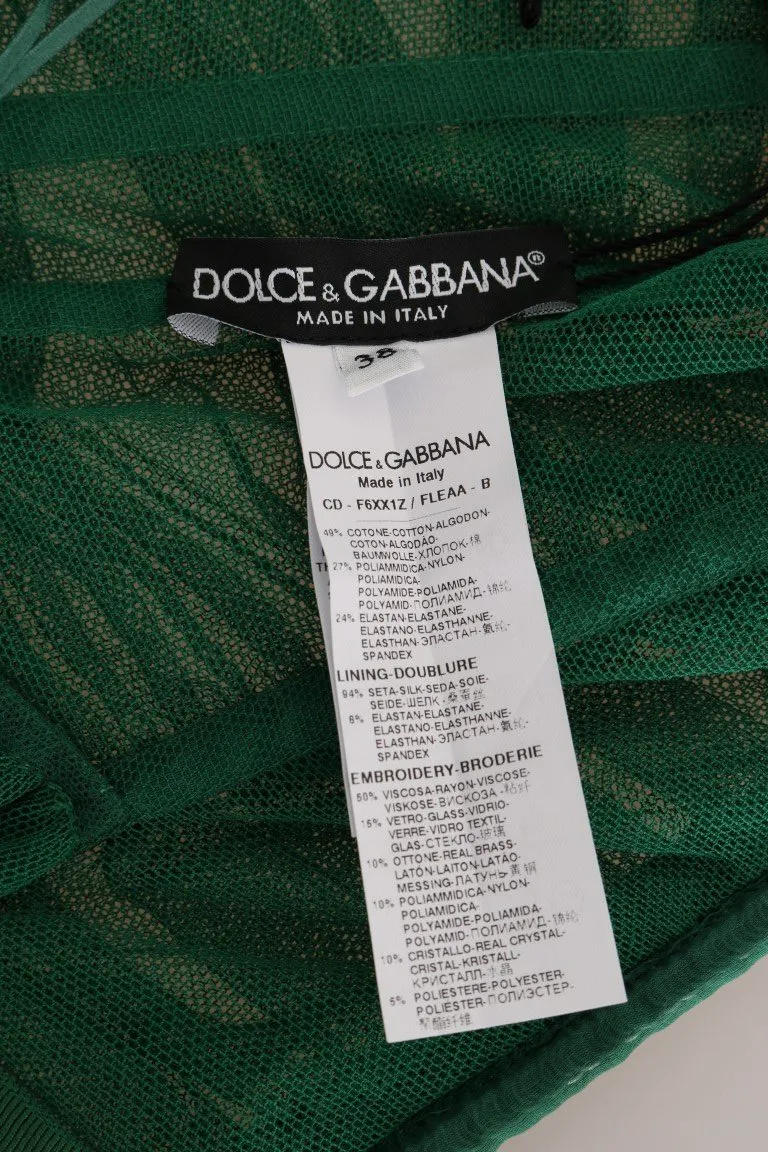 DOLCE & GABBANA®
MADE IN ITALY
38
DOLCE & GABBANA
Made in Italy
CD - F6XX1Z / FLEAA - B
49% COTONE-COTTON-ALGODON-
COTON-ALGODÃO-
BAUMWOLLE-ХЛОПОК-棉
TH
27% POLIAMMIDICA-NYLON-
POLIAMIDICA-
POLYAMIDE-POLIAMIDA-
POLYAMID-ПОЛИАМИД-锦纶
24% ELASTAN-ELASTANE-
ELASTANO-ELASTHANNE-
ELASTHAN-ЭЛАСТАН-氨纶-
SPANDEX
LINING-DOUBLURE
94% SETA-SILK-SEDA-SOIE-
SEIDE-ШЕЛК-桑蚕丝
6% ELASTAN-ELASTANE-
ELASTANO-ELASTHANNE-
ELASTHAN-ЭЛАСТАН-氨纶-
SPANDEX
EMBROIDERY-BRODERIE
50% VISCOSA-RAYON-VISCOSE-
VISKOSE-ВИСКОЗА-粘纤
15% VETRO-GLASS-VIDRIO-
VERRE-VIDRO TEXTIL-
GLAS-СТЕКЛО-玻璃
10% OTTONE-REAL BRASS-
LATON-LAITON-LATAO-
MESSING-ЛАТУНЬ-黄铜
10% POLIAMMIDICA-NYLON-
POLIAMIDICA-
POLYAMIDE-POLIAMIDA-
POLYAMID-ПОЛИАМИД-锦纶
10% CRISTALLO-REAL CRYSTAL-
CRISTAL-KRISTALL-
КРИСТАЛЛ-水晶
5% POLIESTERE-POLYESTER-
POLIESTER-ПОЛИЭСТЕР-
聚酯纤维